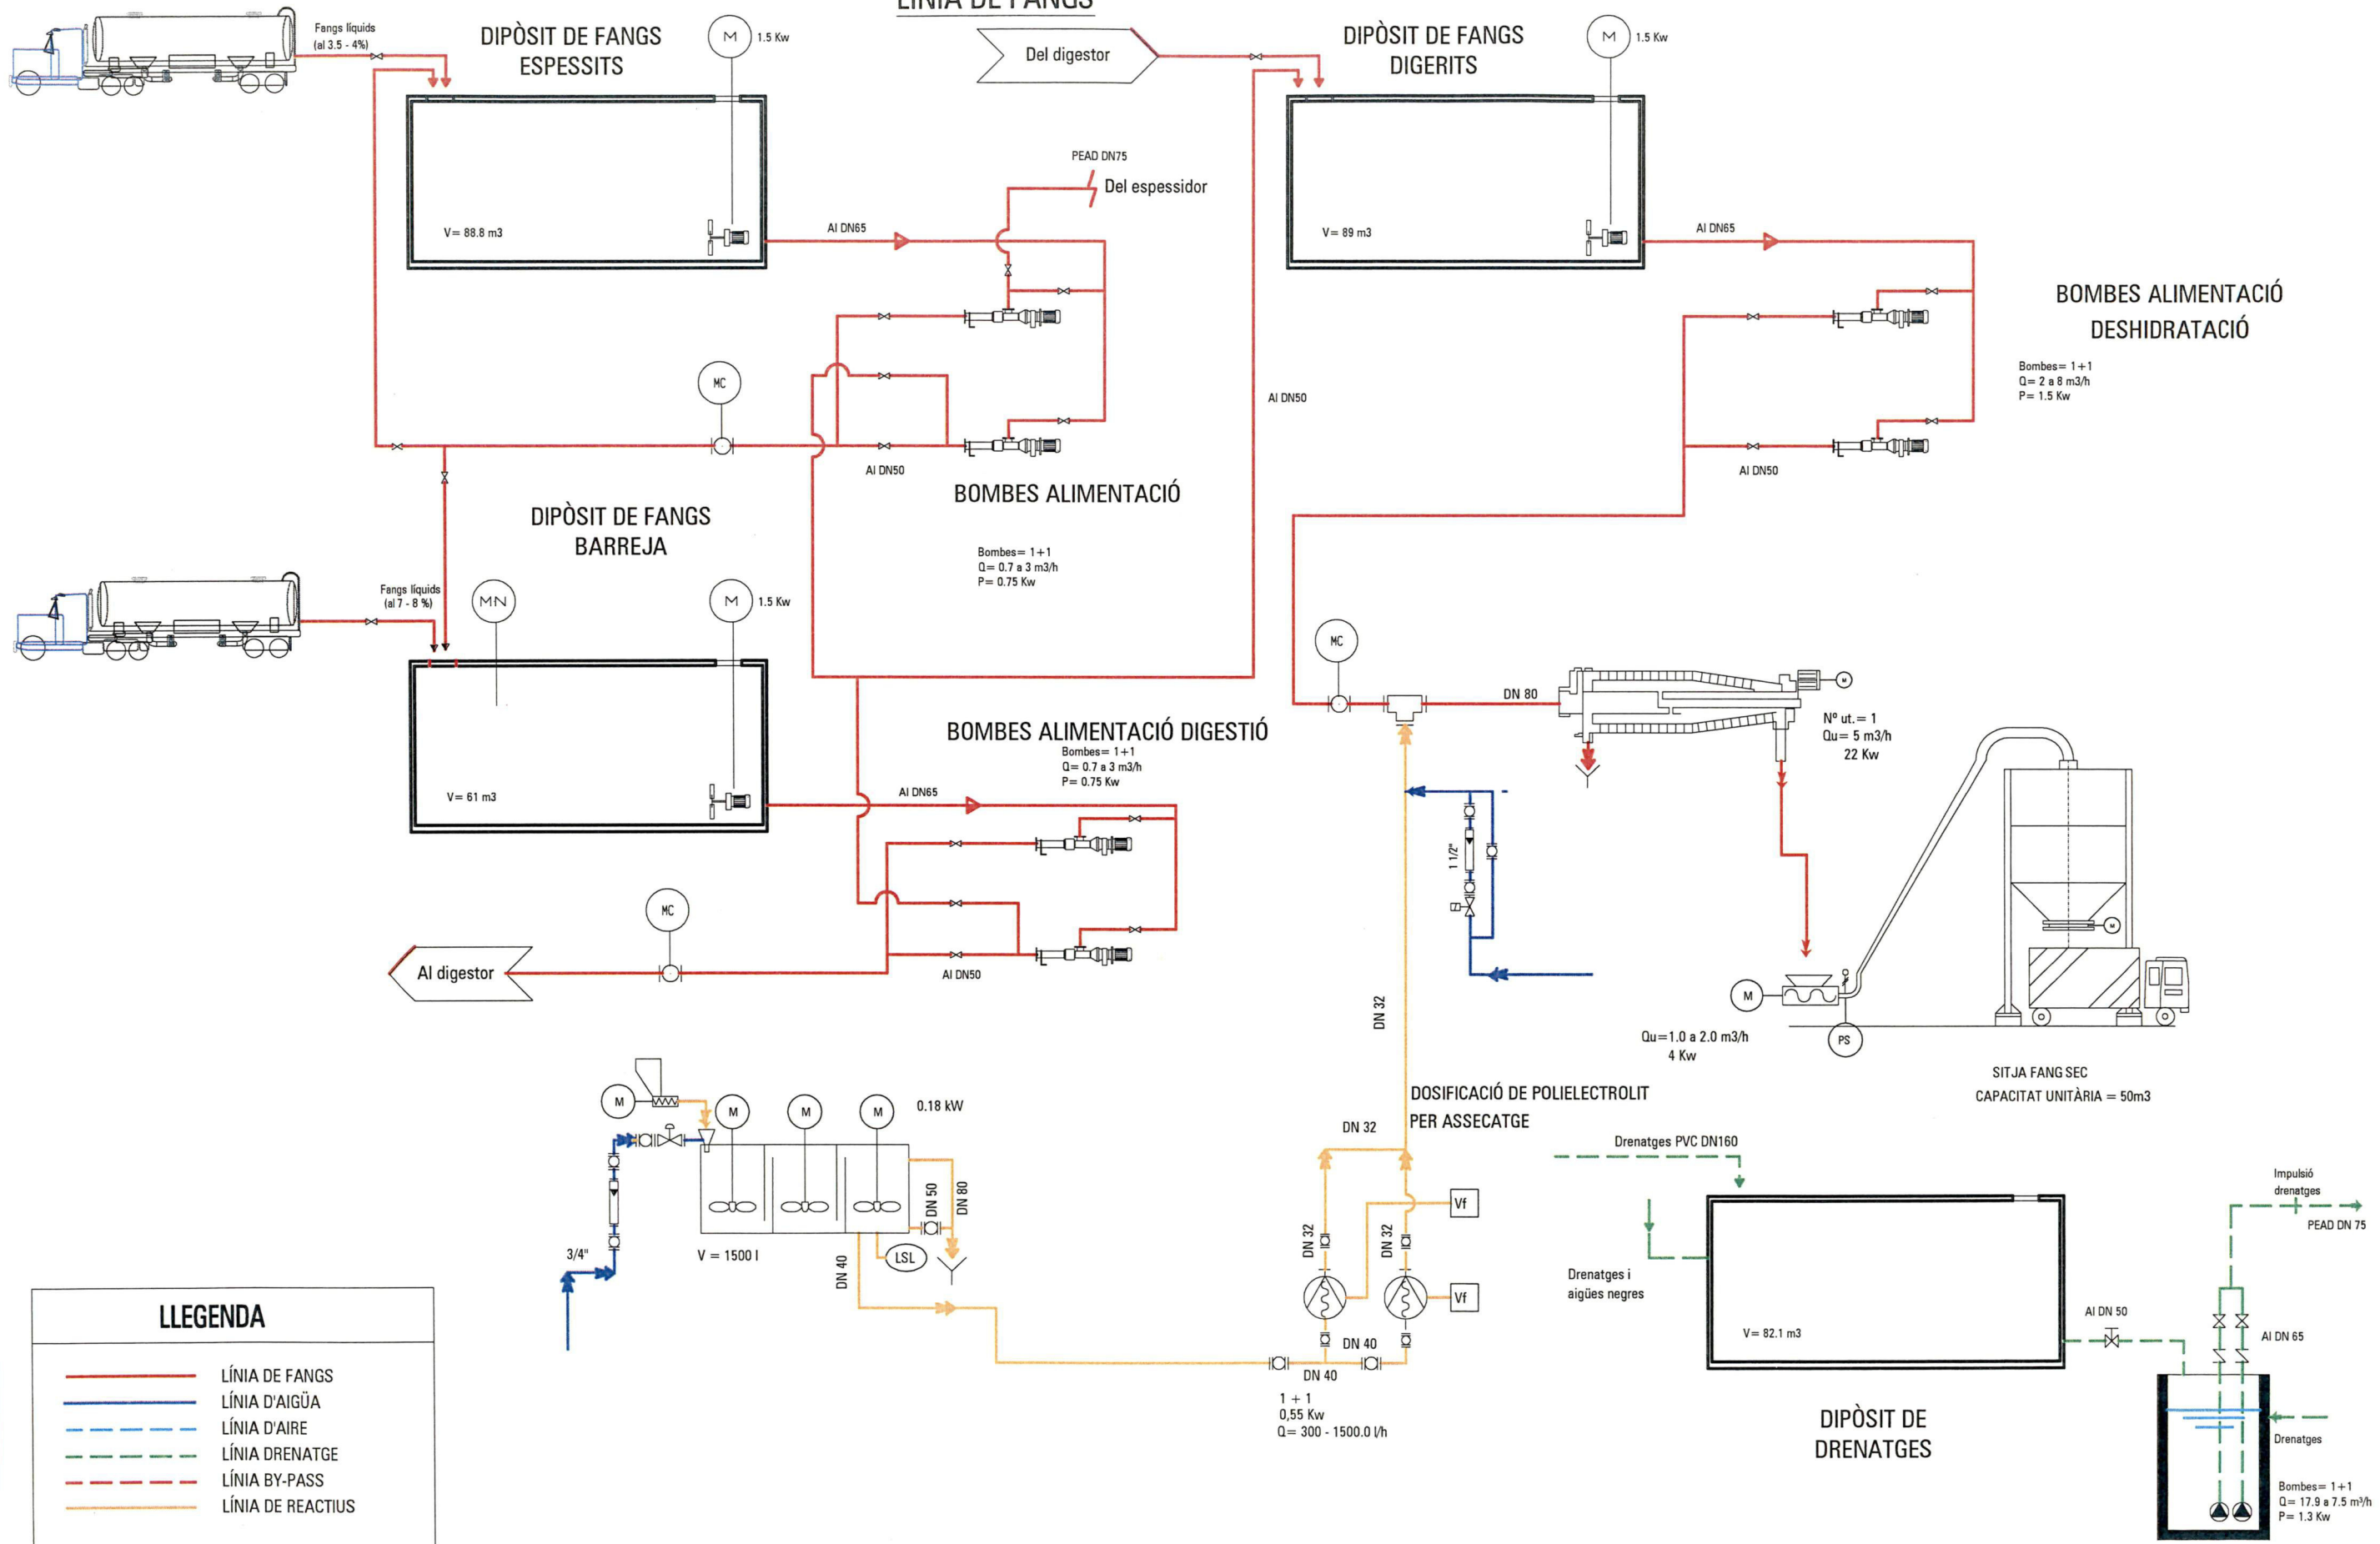 LÍNIA DE FANGS
Fangs líquids
(al 3.5 - 4%)
DIPÒSIT DE FANGS
ESPESSITS
M
1.5 Kw
V= 88.8 m3
AI DN65
PEAD DN75
Del espessidor
Del digestor
DIPÒSIT DE FANGS
DIGERITS
M
1.5 Kw
V= 89 m3
AI DN65
BOMBES ALIMENTACIÓ
DESHIDRATACIÓ
Bombes= 1+1
Q= 2 a 8 m3/h
P= 1.5 Kw
AI DN50
AI DN50
MC
AI DN50
BOMBES ALIMENTACIÓ
Bombes= 1+1
Q= 0.7 a 3 m3/h
P= 0.75 Kw
DIPÒSIT DE FANGS
BARREJA
Fangs líquids
(al 7 - 8 %)
MN
M
1.5 Kw
V= 61 m3
BOMBES ALIMENTACIÓ DIGESTIÓ
Bombes= 1+1
Q= 0.7 a 3 m3/h
P= 0.75 Kw
AI DN65
MC
Al digestor
AI DN50
MC
DN 80
M
Nº ut.= 1
Qu= 5 m3/h
22 Kw
1 1/2"
DN 32
M
M
PS
Qu=1.0 a 2.0 m3/h
4 Kw
SITJA FANG SEC
CAPACITAT UNITÀRIA = 50m3
M
M
M
M
0.18 kW
3/4"
V = 1500 l
DN 40
LSL
DN 50
DN 80
DOSIFICACIÓ DE POLIELECTROLIT
PER ASSECATGE
DN 32
DN 32
DN 32
Vf
Vf
DN 40
DN 40
1 + 1
0,55 Kw
Q= 300 - 1500.0 l/h
Drenatges PVC DN160
Drenatges i
aigües negres
V= 82.1 m3
DIPÒSIT DE
DRENATGES
AI DN 50
Impulsió
drenatges
PEAD DN 75
AI DN 65
Drenatges
Bombes= 1+1
Q= 17.9 a 7.5 m³/h
P= 1.3 Kw
LLEGENDA
LÍNIA DE FANGS
LÍNIA D'AIGÜA
LÍNIA D'AIRE
LÍNIA DRENATGE
LÍNIA BY-PASS
LÍNIA DE REACTIUS